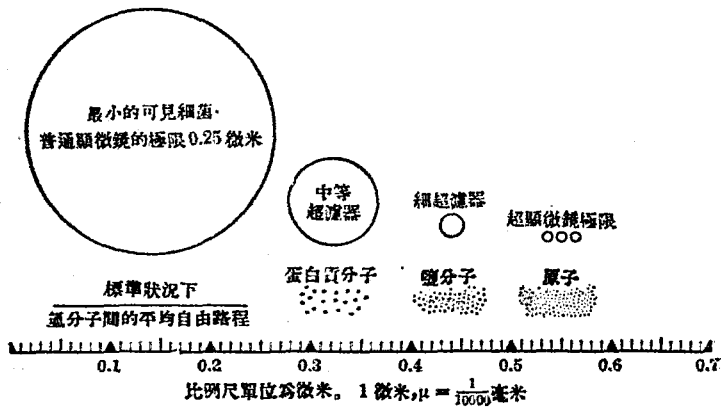 最小的可見細菌·
普通顯微鏡的極限0.25微米
中等
超濾器
細超濾器
超顯微鏡極限
標準狀況下
氫分子間的平均自由路程
蛋白質分子
鹽分子
原子
0.1 0.2 0.3 0.4 0.5 0.6 0.7
比例尺單位為微米。 1 微米,μ = 1/10000 毫米